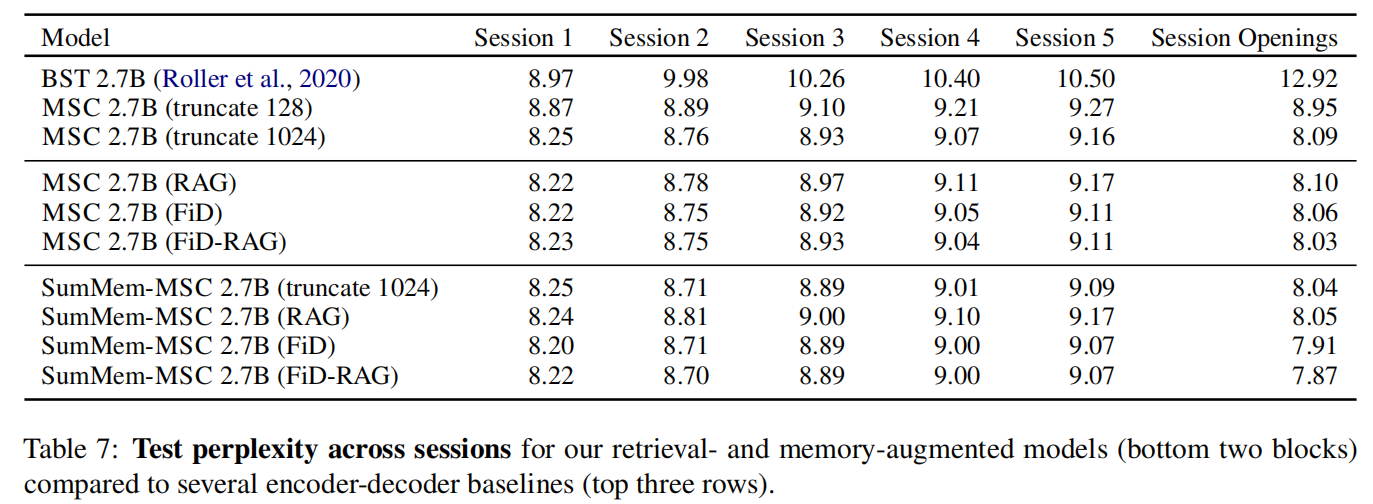 Model Session 1 Session 2 Session 3 Session 4 Session 5 Session Openings
BST 2.7B (Roller et al., 2020) 8.97 9.98 10.26 10.40 10.50 12.92
MSC 2.7B (truncate 128) 8.87 8.89 9.10 9.21 9.27 8.95
MSC 2.7B (truncate 1024) 8.25 8.76 8.93 9.07 9.16 8.09
MSC 2.7B (RAG) 8.22 8.78 8.97 9.11 9.17 8.10
MSC 2.7B (FiD) 8.22 8.75 8.92 9.05 9.11 8.06
MSC 2.7B (FiD-RAG) 8.23 8.75 8.93 9.04 9.11 8.03
SumMem-MSC 2.7B (truncate 1024) 8.25 8.71 8.89 9.01 9.09 8.04
SumMem-MSC 2.7B (RAG) 8.24 8.81 9.00 9.10 9.17 8.05
SumMem-MSC 2.7B (FiD) 8.20 8.71 8.89 9.00 9.07 7.91
SumMem-MSC 2.7B (FiD-RAG) 8.22 8.70 8.89 9.00 9.07 7.87
Table 7: Test perplexity across sessions for our retrieval- and memory-augmented models (bottom two blocks)
compared to several encoder-decoder baselines (top three rows).